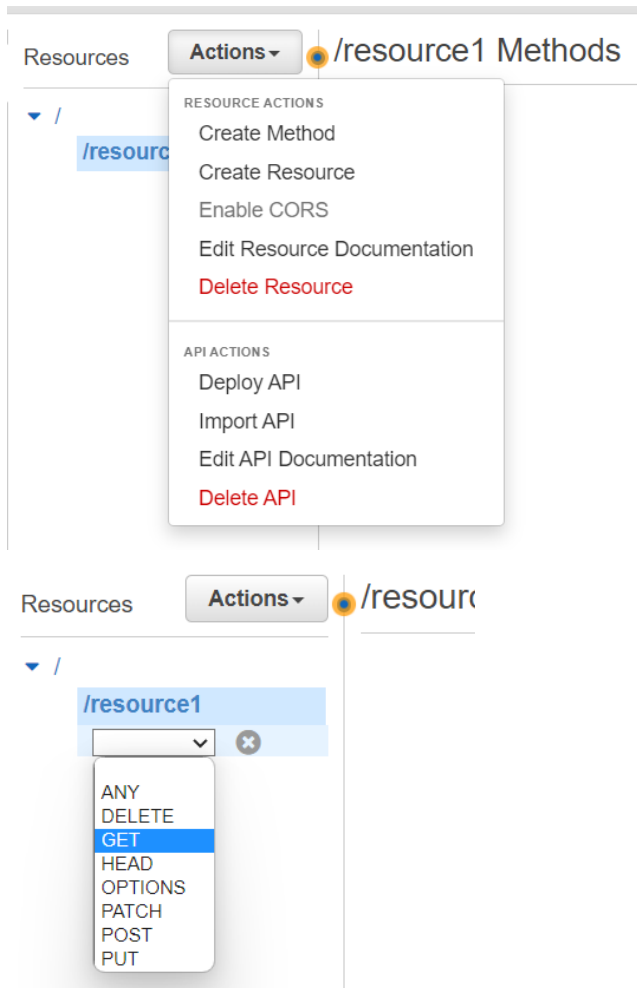 Resources
Actions
/resource1 Methods
/
/resourc
RESOURCE ACTIONS
Create Method
Create Resource
Enable CORS
Edit Resource Documentation
Delete Resource
API ACTIONS
Deploy API
Import API
Edit API Documentation
Delete API
Resources
Actions
/resour
/
/resource1
ANY
DELETE
GET
HEAD
OPTIONS
PATCH
POST
PUT